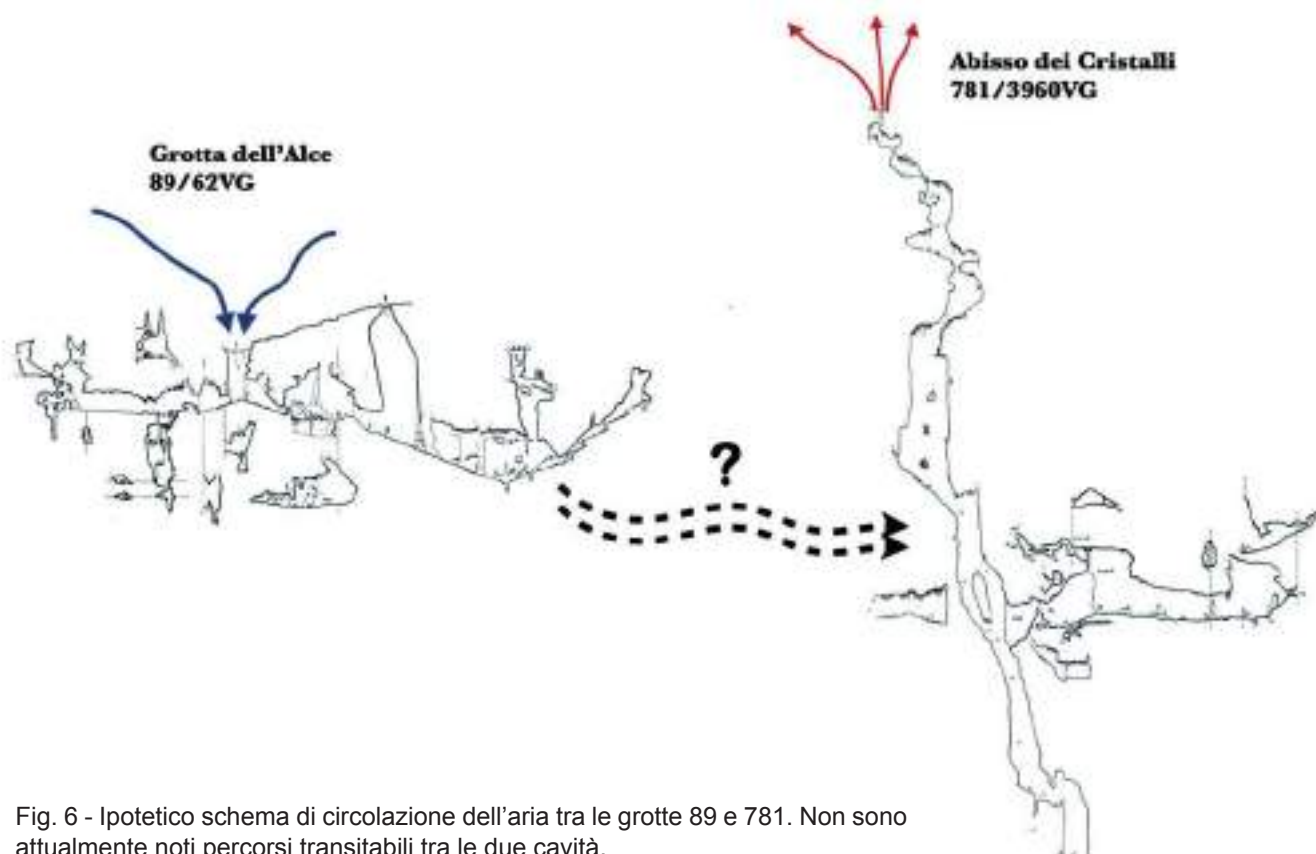 Abisso dei Cristalli
781/3960VG
Grotta dell'Alce
89/62VG
?
Fig. 6 - Ipotetico schema di circolazione dell'aria tra le grotte 89 e 781. Non sono
attualmente noti percorsi transitabili tra le due cavità.